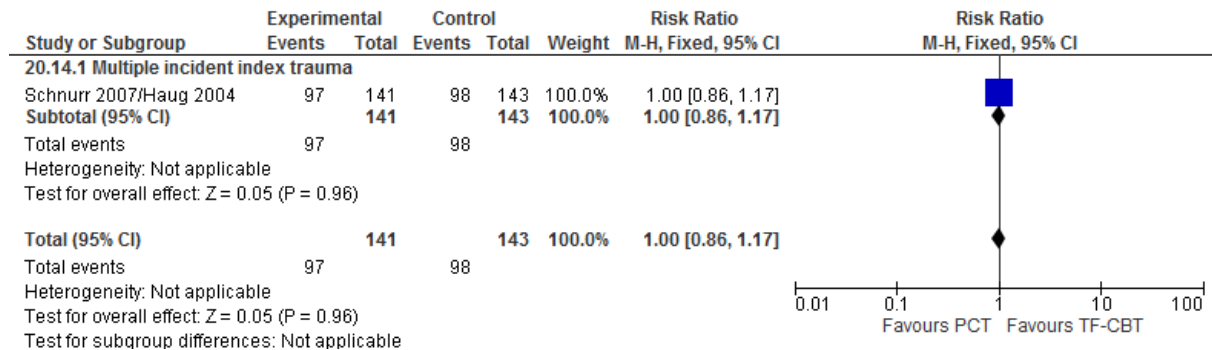 Experimental Control Risk Ratio Risk Ratio
Study or Subgroup Events Total Events Total Weight M-H, Fixed, 95% CI M-H, Fixed, 95% CI
20.14.1 Multiple incident index trauma
Schnurr 2007/Haug 2004 97 141 98 143 100.0% 1.00 [0.86, 1.17]
Subtotal (95% CI) 141 143 100.0% 1.00 [0.86, 1.17]
Total events 97 98
Heterogeneity: Not applicable
Test for overall effect: Z = 0.05 (P = 0.96)
Total (95% CI) 141 143 100.0% 1.00 [0.86, 1.17]
Total events 97 98
Heterogeneity: Not applicable
Test for overall effect: Z = 0.05 (P = 0.96)
Test for subgroup differences: Not applicable
0.01 0.1 1 10 100
Favours PCT Favours TF-CBT